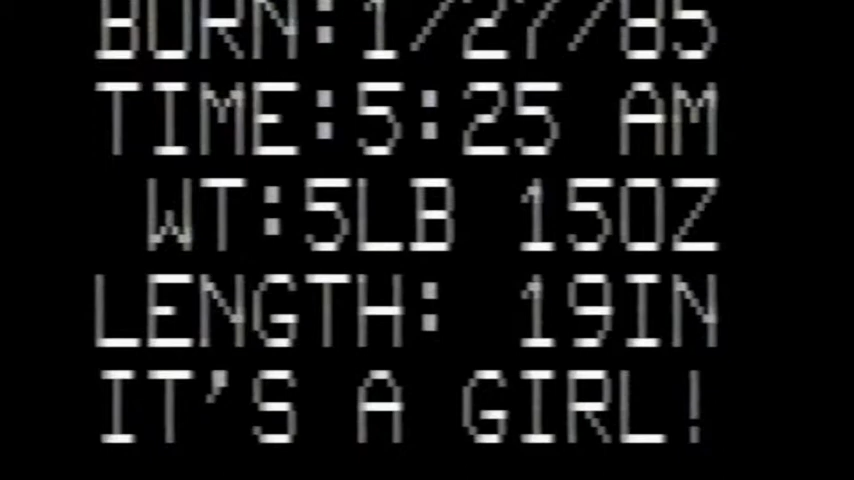 BORN:1/27/85
TIME:5:25 AM
WT:5LB 15OZ
LENGTH: 19IN
IT'S A GIRL!